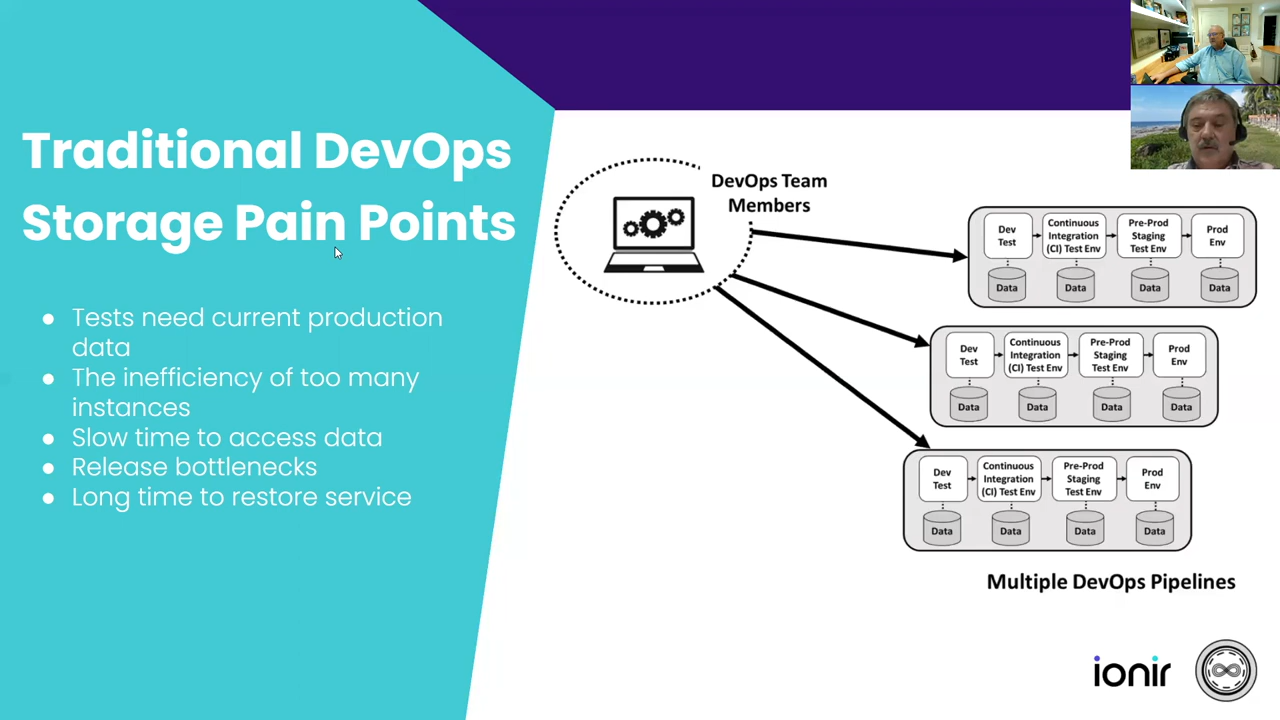 Traditional DevOps
Storage Pain Points
● Tests need current production
data
● The inefficiency of too many
instances
● Slow time to access data
● Release bottlenecks
● Long time to restore service
DevOps Team
Members
Dev
Test
Continuous
Integration
(CI) Test Env
Pre-Prod
Staging
Test Env
Prod
Env
Data
Data
Data
Data
Dev
Test
Continuous
Integration
(CI) Test Env
Pre-Prod
Staging
Test Env
Prod
Env
Data
Data
Data
Data
Dev
Test
Continuous
Integration
(CI) Test Env
Pre-Prod
Staging
Test Env
Prod
Env
Data
Data
Data
Data
Multiple DevOps Pipelines
ionir